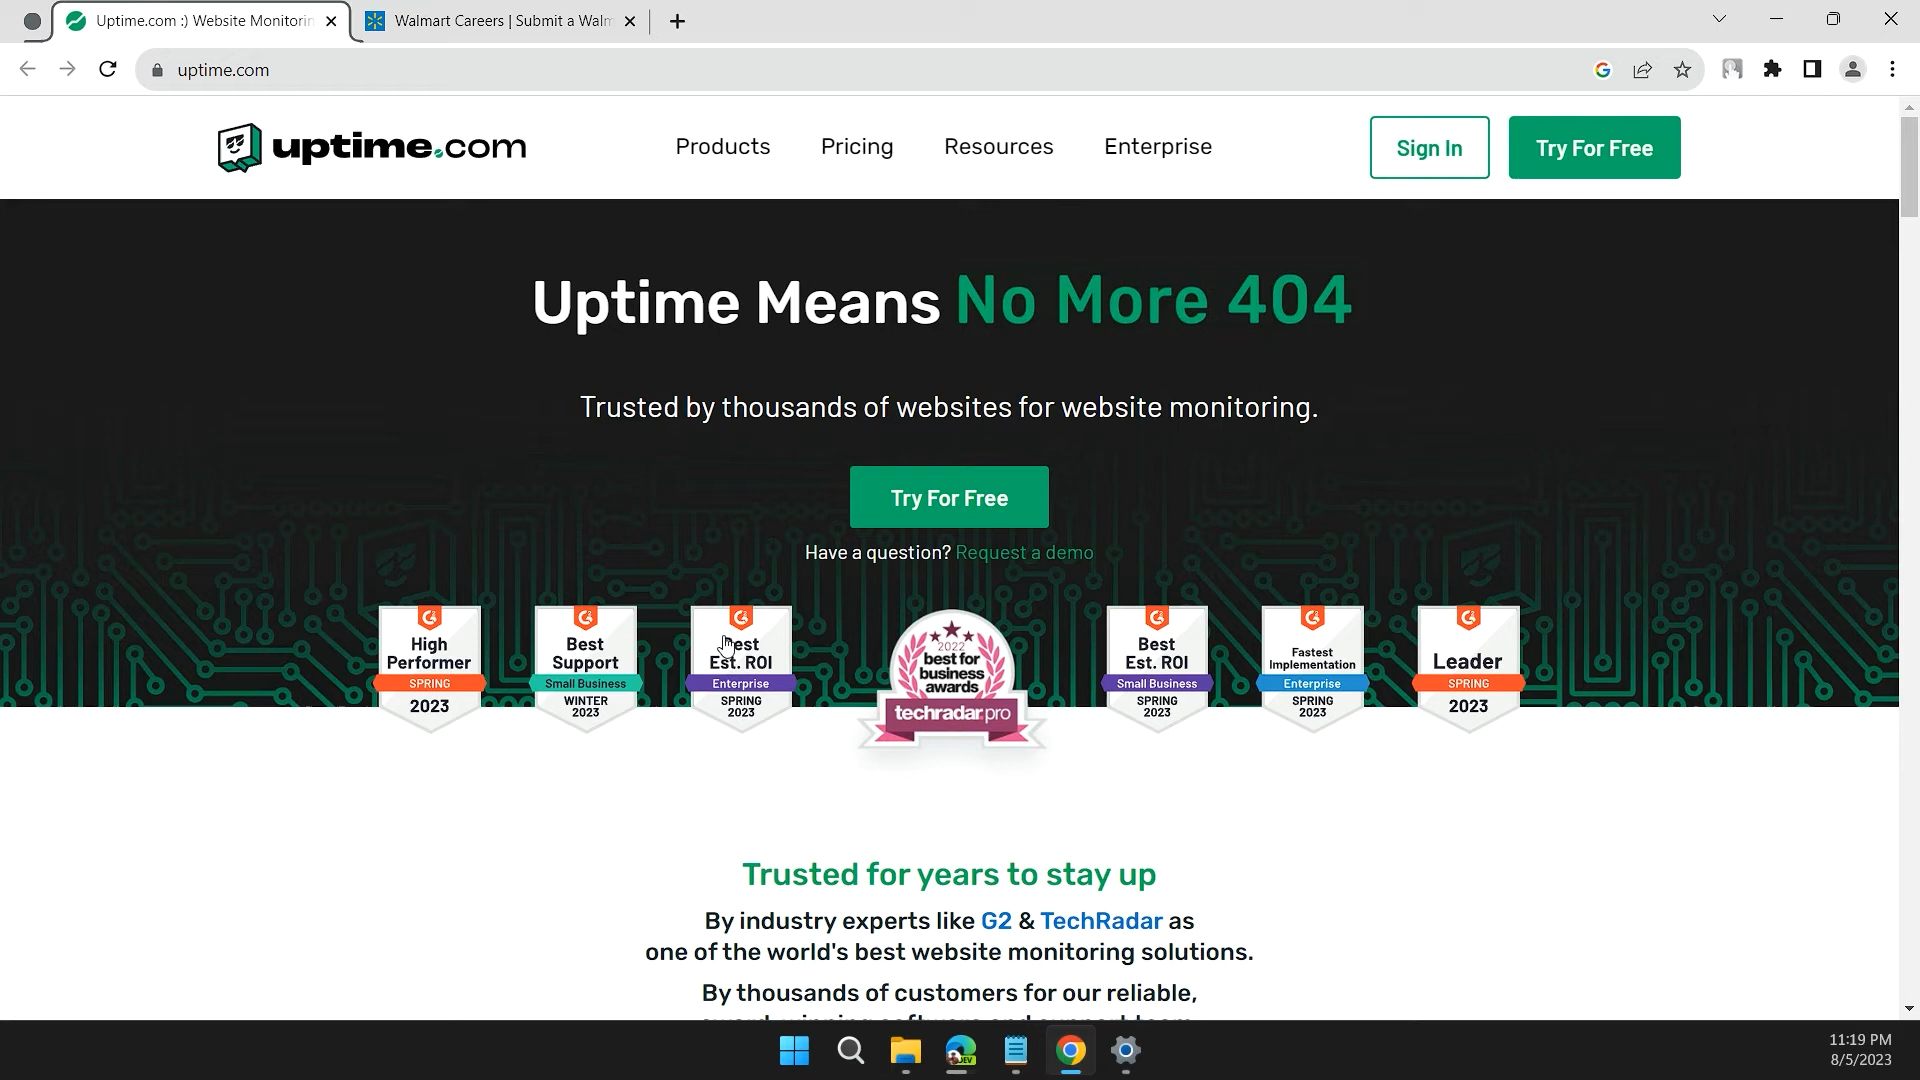 Uptime.com :) Website Monitorin
Walmart Careers | Submit a Walm
uptime.com
uptime.com
Products
Pricing
Resources
Enterprise
Sign In
Try For Free
Uptime Means No More 404
Trusted by thousands of websites for website monitoring.
Try For Free
Have a question? Request a demo
High
Performer
SPRING
2023
Best
Support
Small Business
WINTER
2023
Est. ROI
Enterprise
SPRING
2023
2022
best for
business
awards
techradar.pro
Best
Est. ROI
Small Business
SPRING
2023
Fastest
Implementation
Enterprise
SPRING
2023
Leader
SPRING
2023
Trusted for years to stay up
By industry experts like G2 & TechRadar as
one of the world's best website monitoring solutions.
By thousands of customers for our reliable,
DEV
11:19 PM
8/5/2023